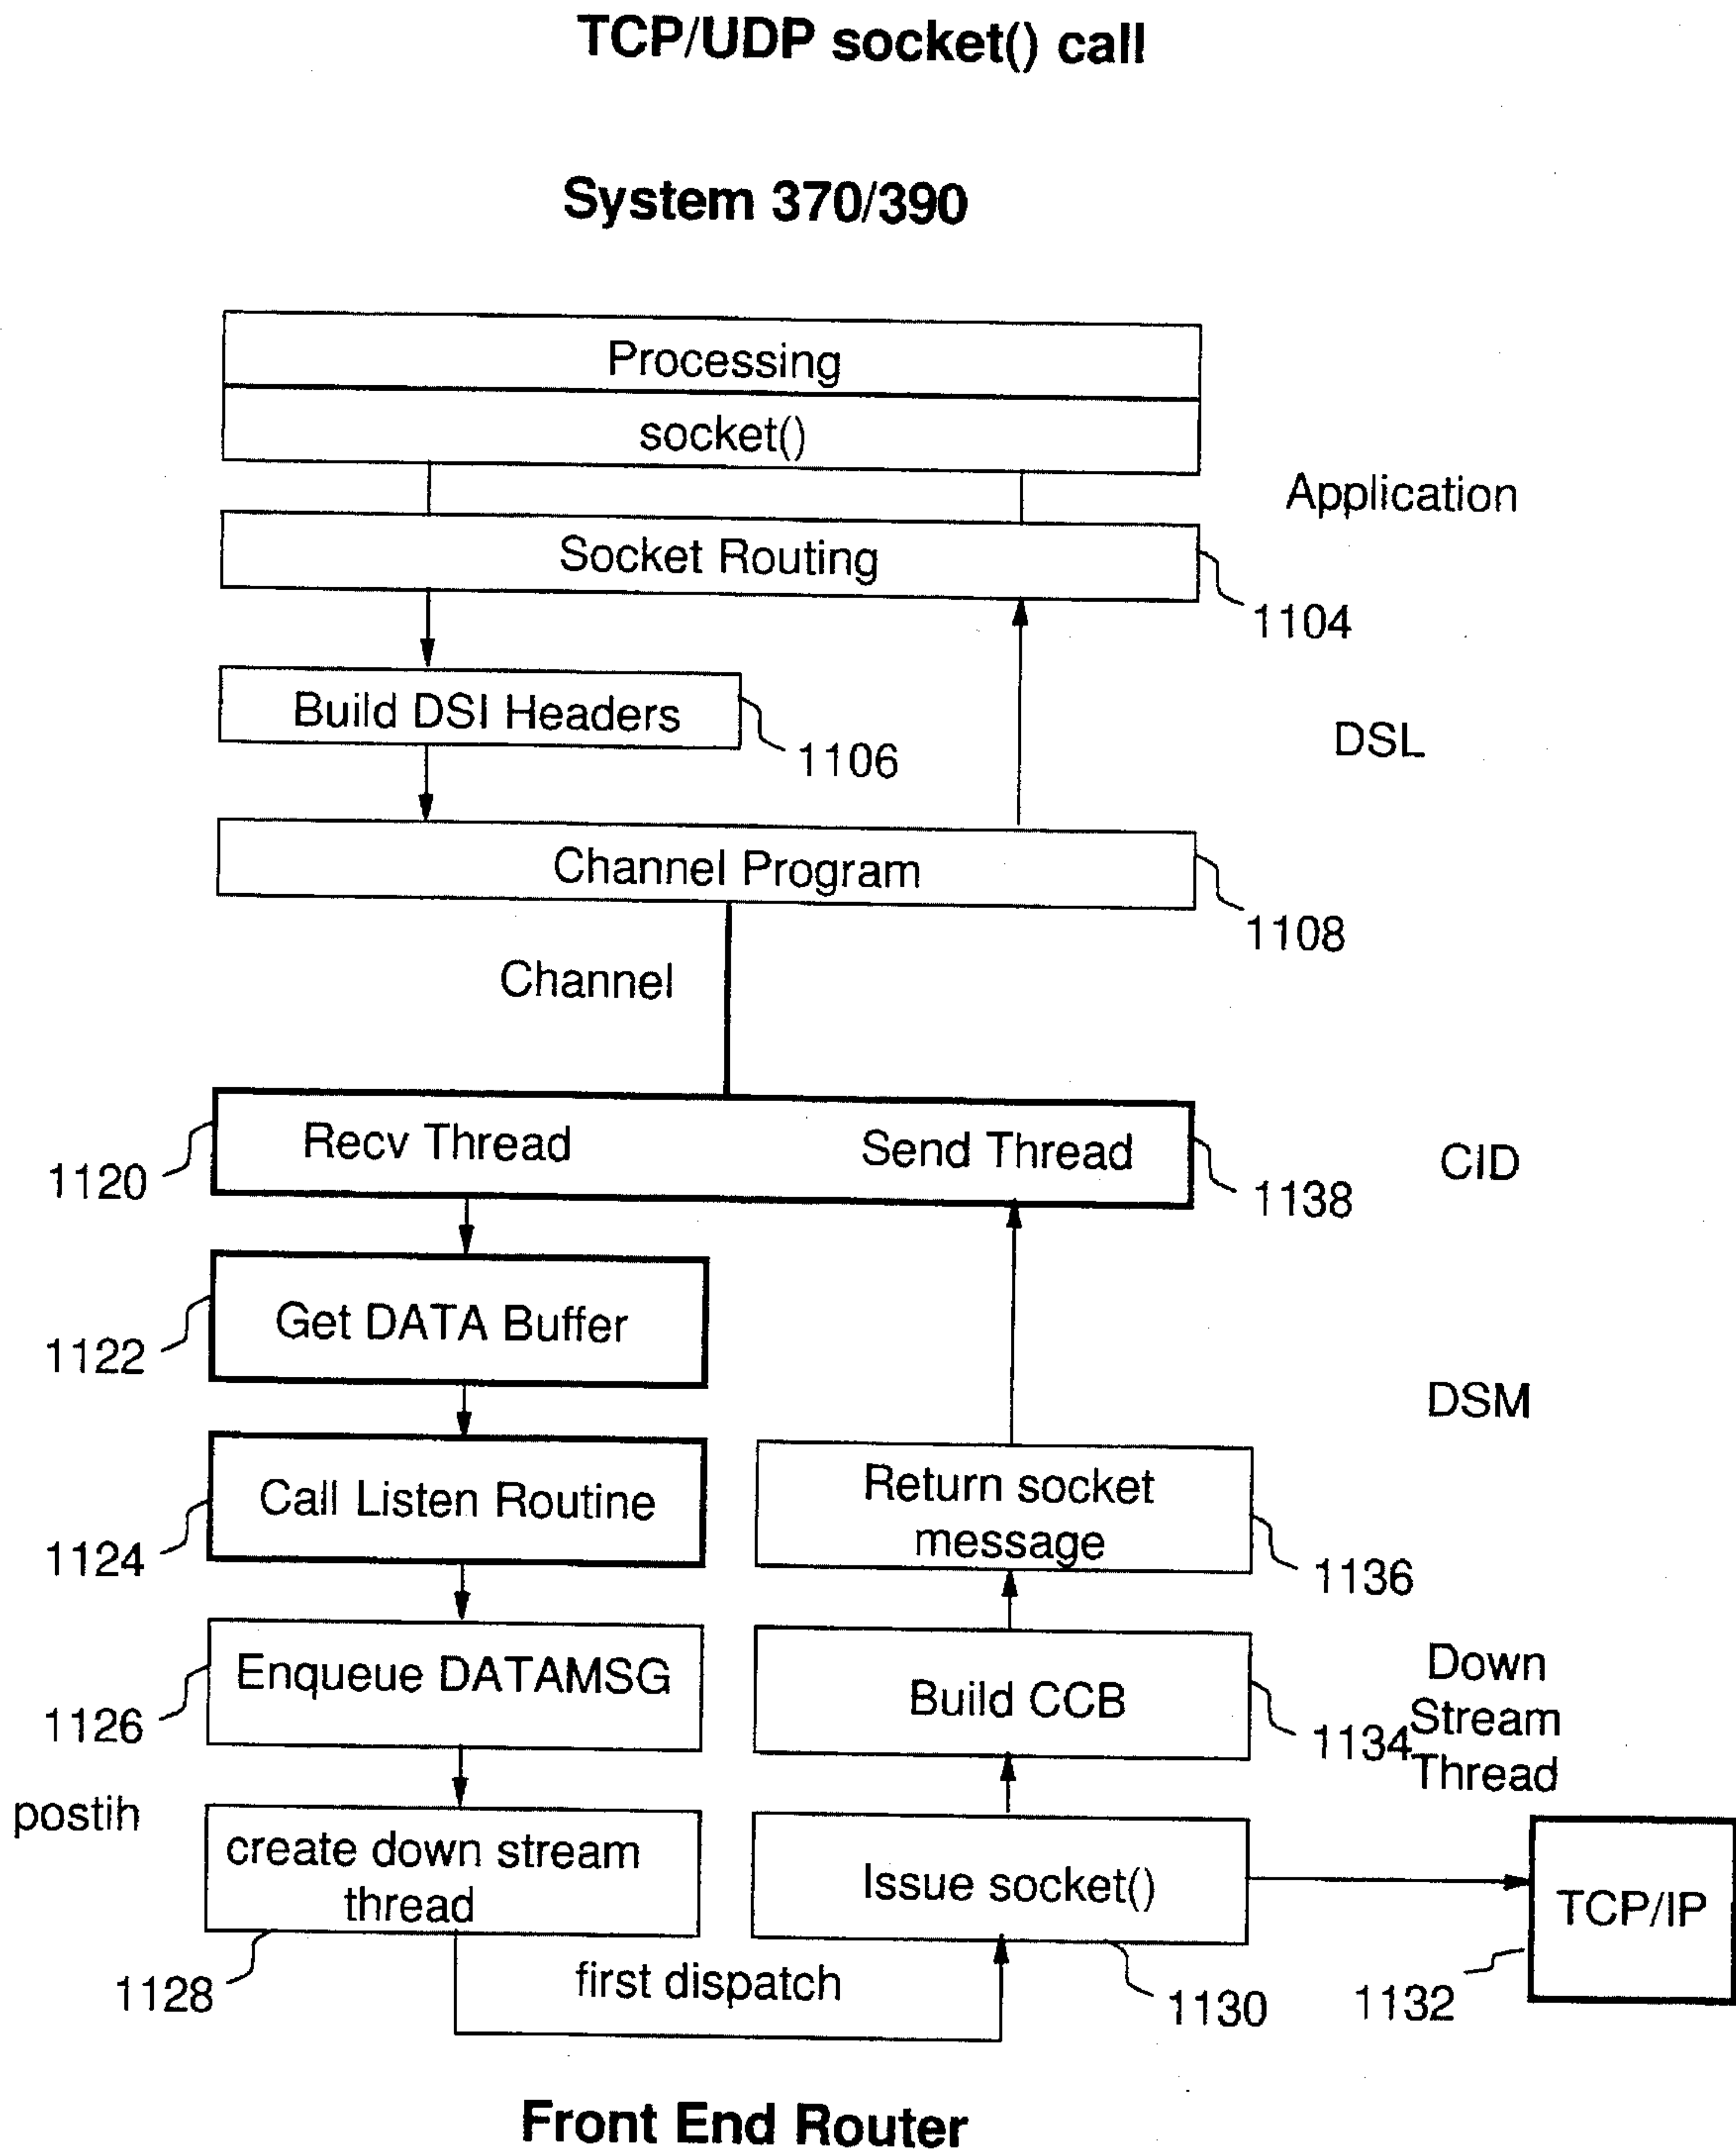 TCP/UDP socket() call
System 370/390
Processing
socket()
Application
Socket Routing
1104
Build DSI Headers
1106
DSL
Channel Program
1108
Channel
Recv Thread
Send Thread
1120
1138
CID
Get DATA Buffer
1122
DSM
Call Listen Routine
1124
Return socket
message
1136
Enqueue DATAMSG
1126
Build CCB
1134
Down
Stream
Thread
postih
create down stream
thread
1128
first dispatch
Issue socket()
1130
TCP/IP
1132
Front End Router